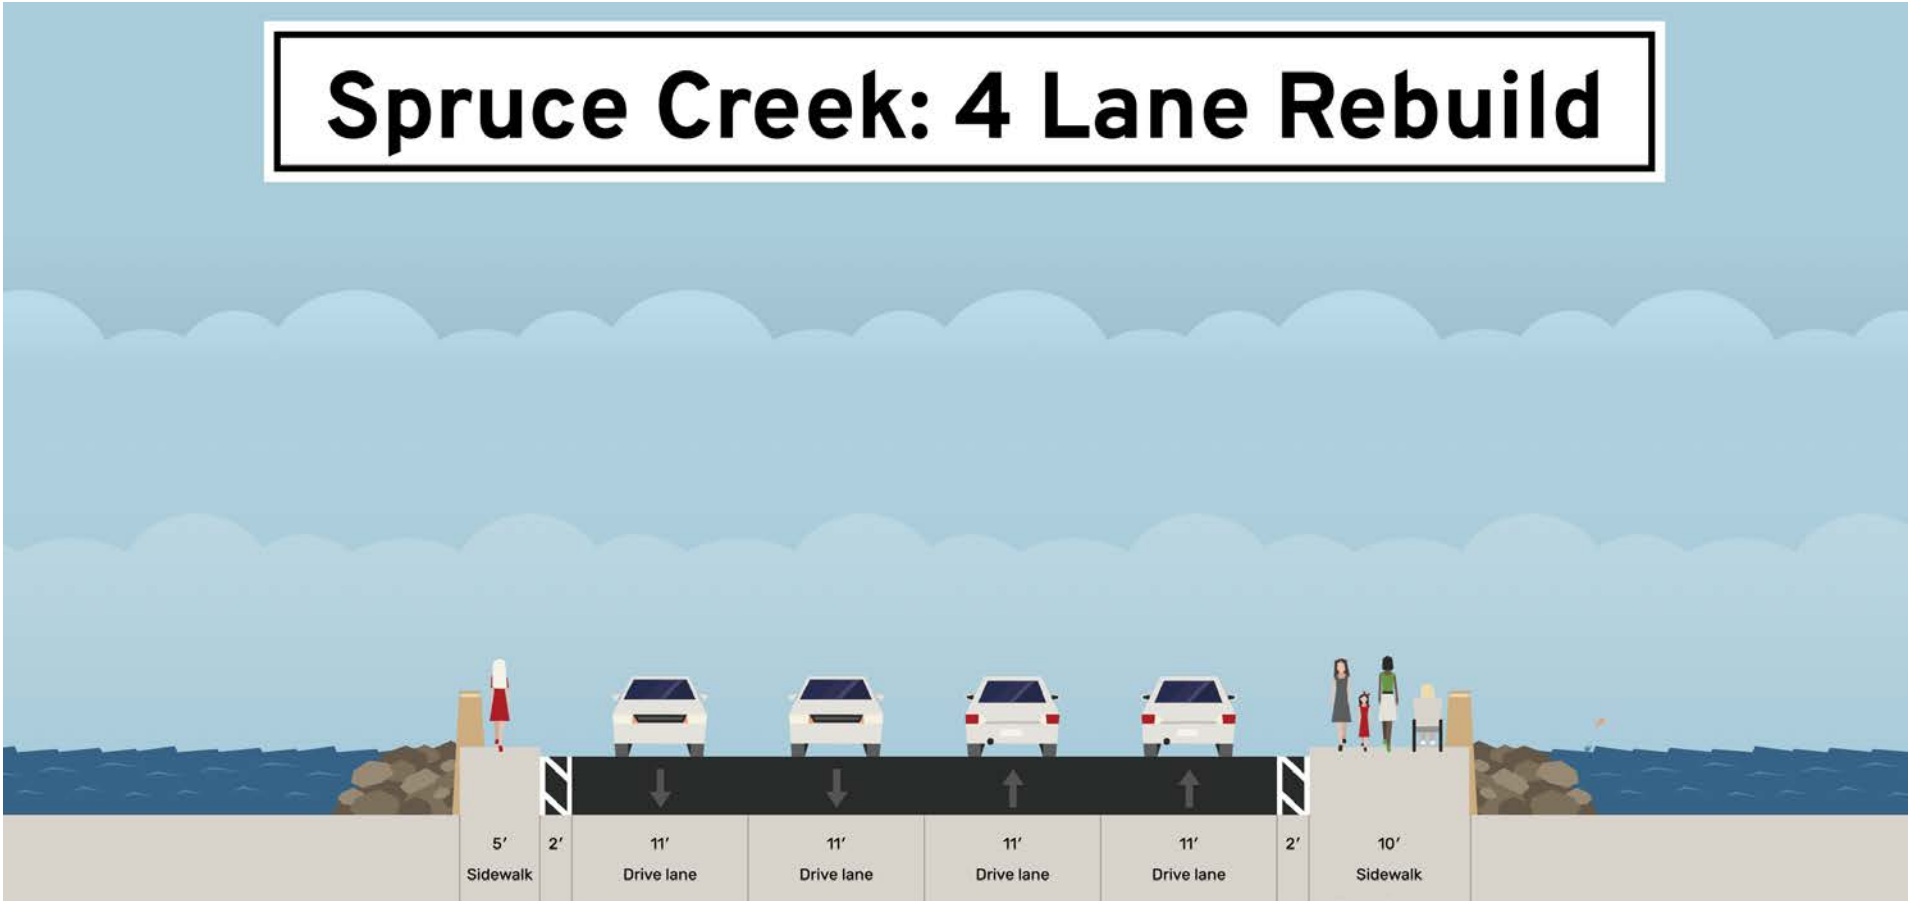 Spruce Creek: 4 Lane Rebuild
5′ 2′ 11′ 11′ 11′ 11′ 2′ 10′
Sidewalk Drive lane Drive lane Drive lane Drive lane Sidewalk